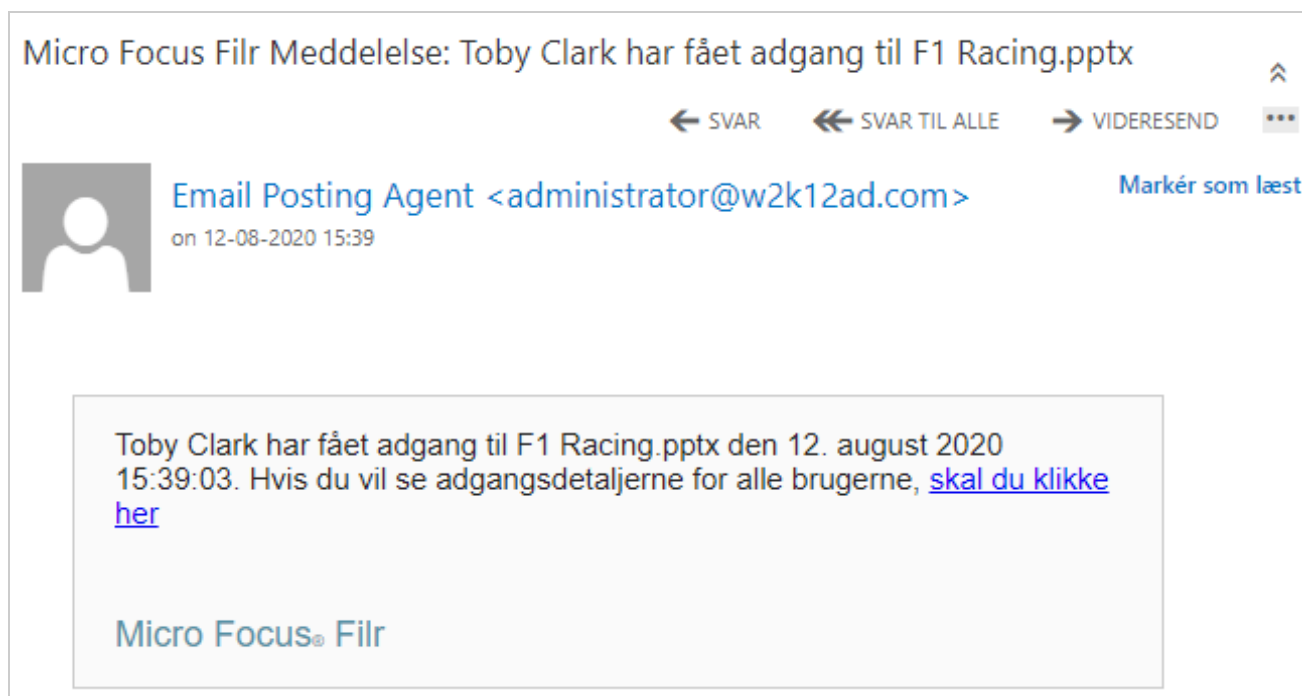 Micro Focus Filr Meddelelse: Toby Clark har fået adgang til F1 Racing.pptx
SVAR SVAR TIL ALLE VIDERESEND
Email Posting Agent <administrator@w2k12ad.com>
Markér som læst
on 12-08-2020 15:39
Toby Clark har fået adgang til F1 Racing.pptx den 12. august 2020
15:39:03. Hvis du vil se adgangsdetaljerne for alle brugerne, skal du klikke
her
Micro Focus® Filr